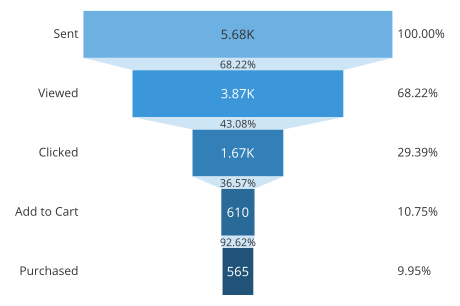 Sent 5.68K 100.00%
68.22%
Viewed 3.87K 68.22%
43.08%
Clicked 1.67K 29.39%
36.57%
Add to Cart 610 10.75%
92.62%
Purchased 565 9.95%